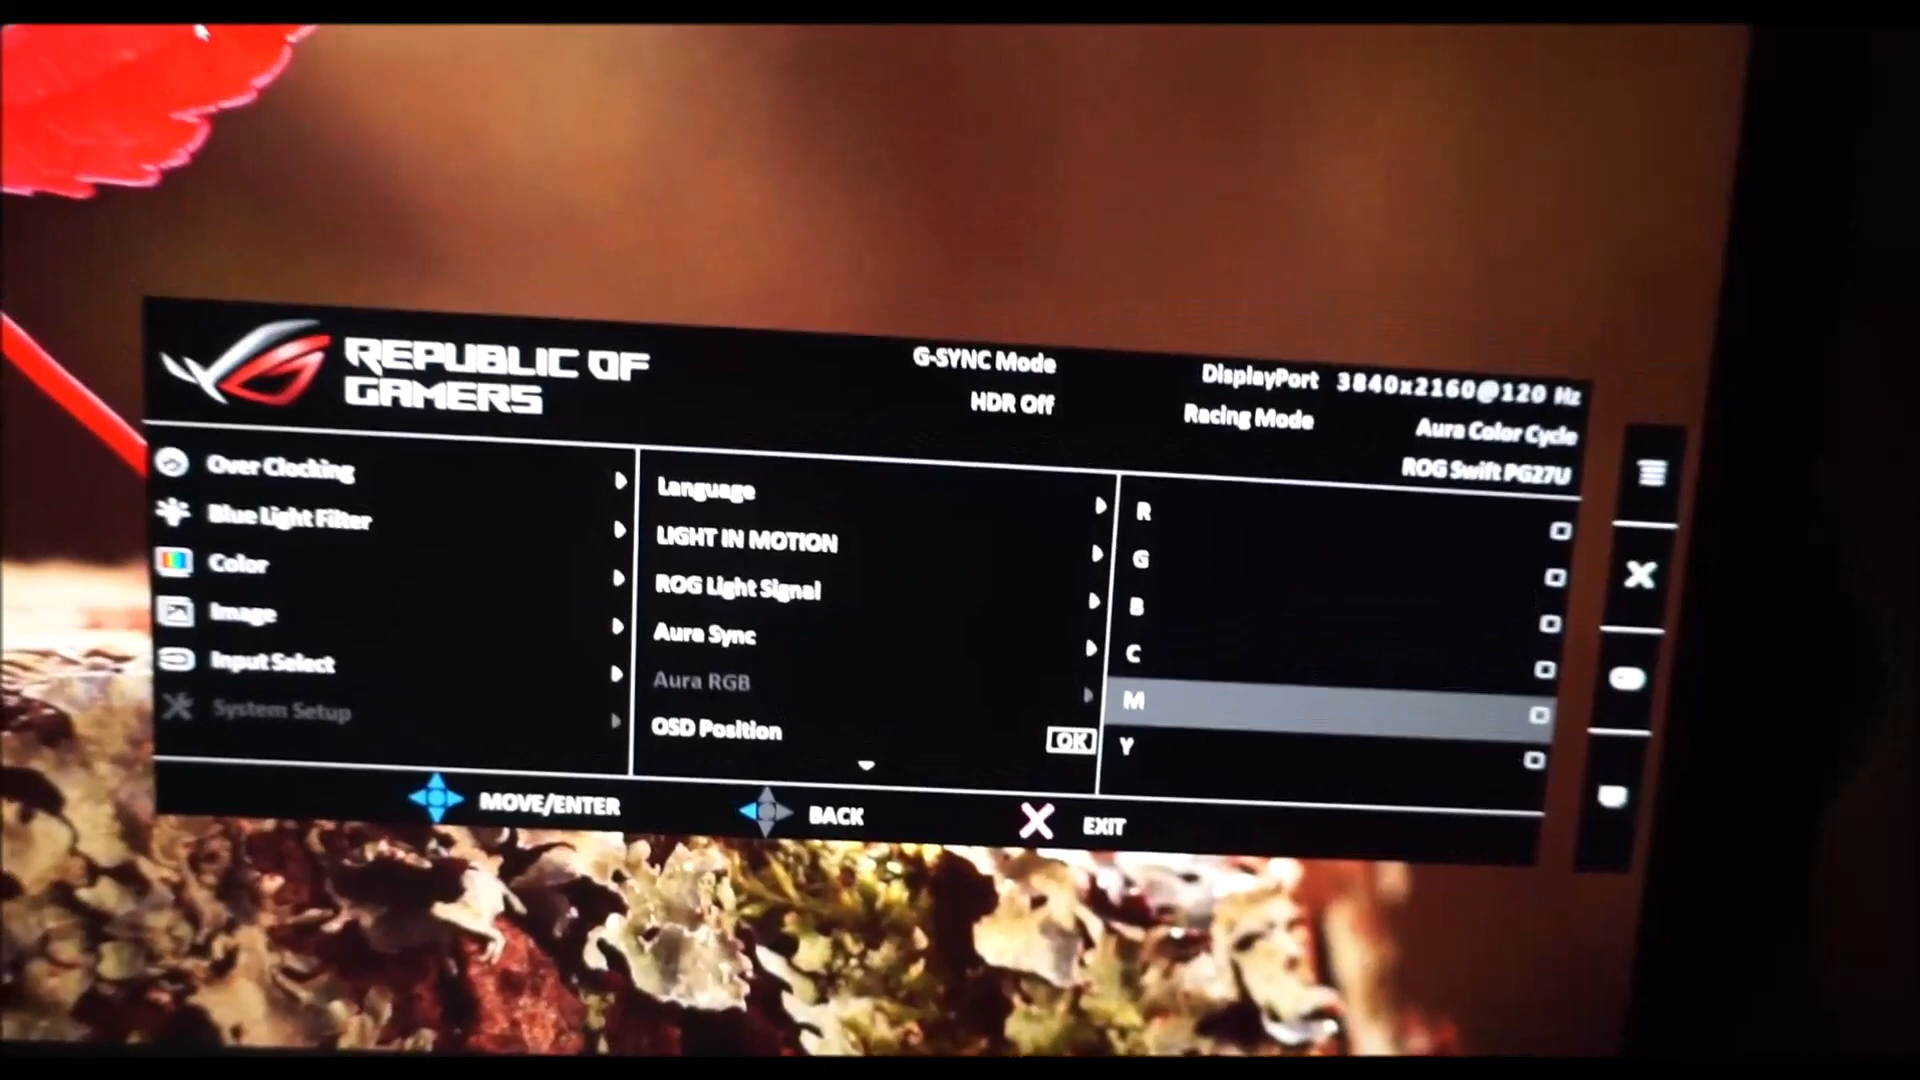 REPUBLIC OF
GAMERS
G-SYNC Mode
HDR Off
DisplayPort 3840x2160@120 Hz
Racing Mode
Aura Color Cycle
ROG Swift PG27U
Over Clocking
Blue Light Filter
Color
Image
Input Select
System Setup
Language
LIGHT IN MOTION
ROG Light Signal
Aura Sync
Aura RGB
OSD Position
OK
R
G
B
C
M
Y
MOVE/ENTER
BACK
EXIT